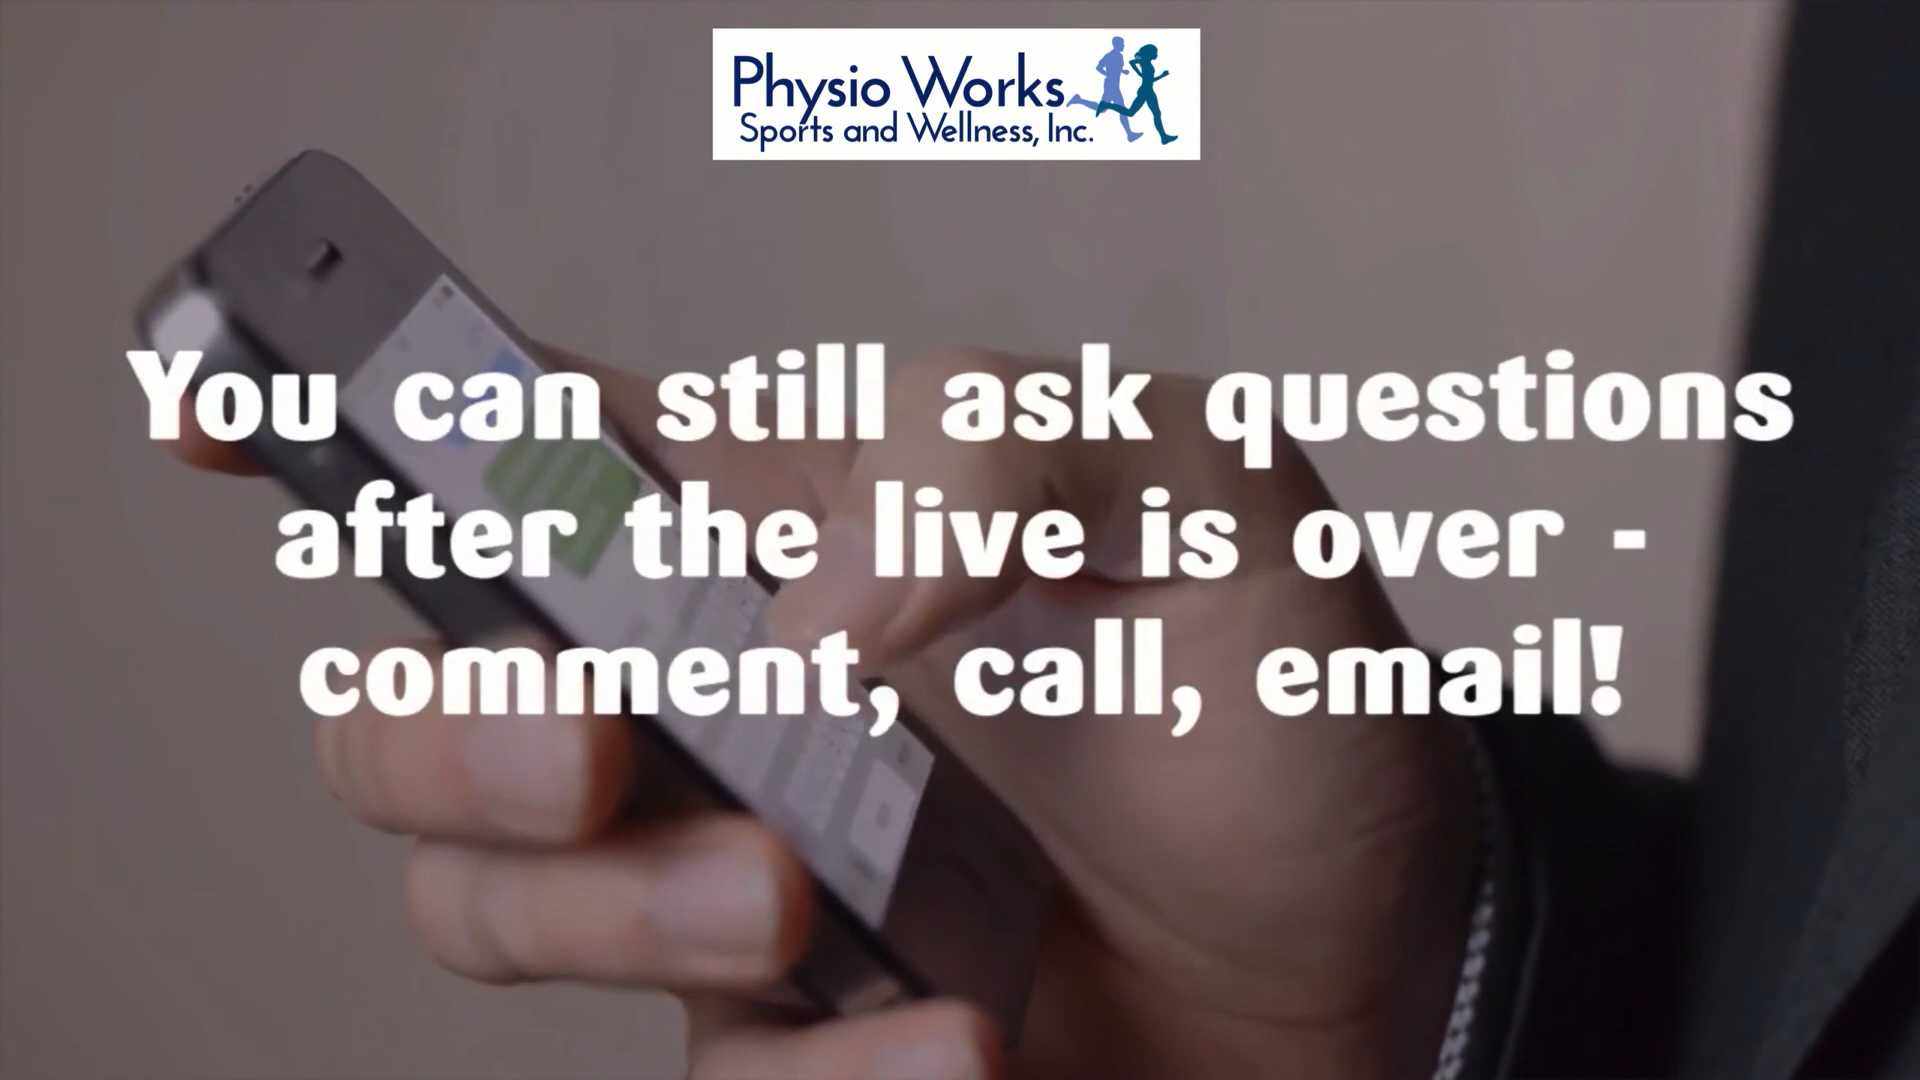 Physio Works
Sports and Wellness, Inc.
You can still ask questions
after the live is over -
comment, call, email!